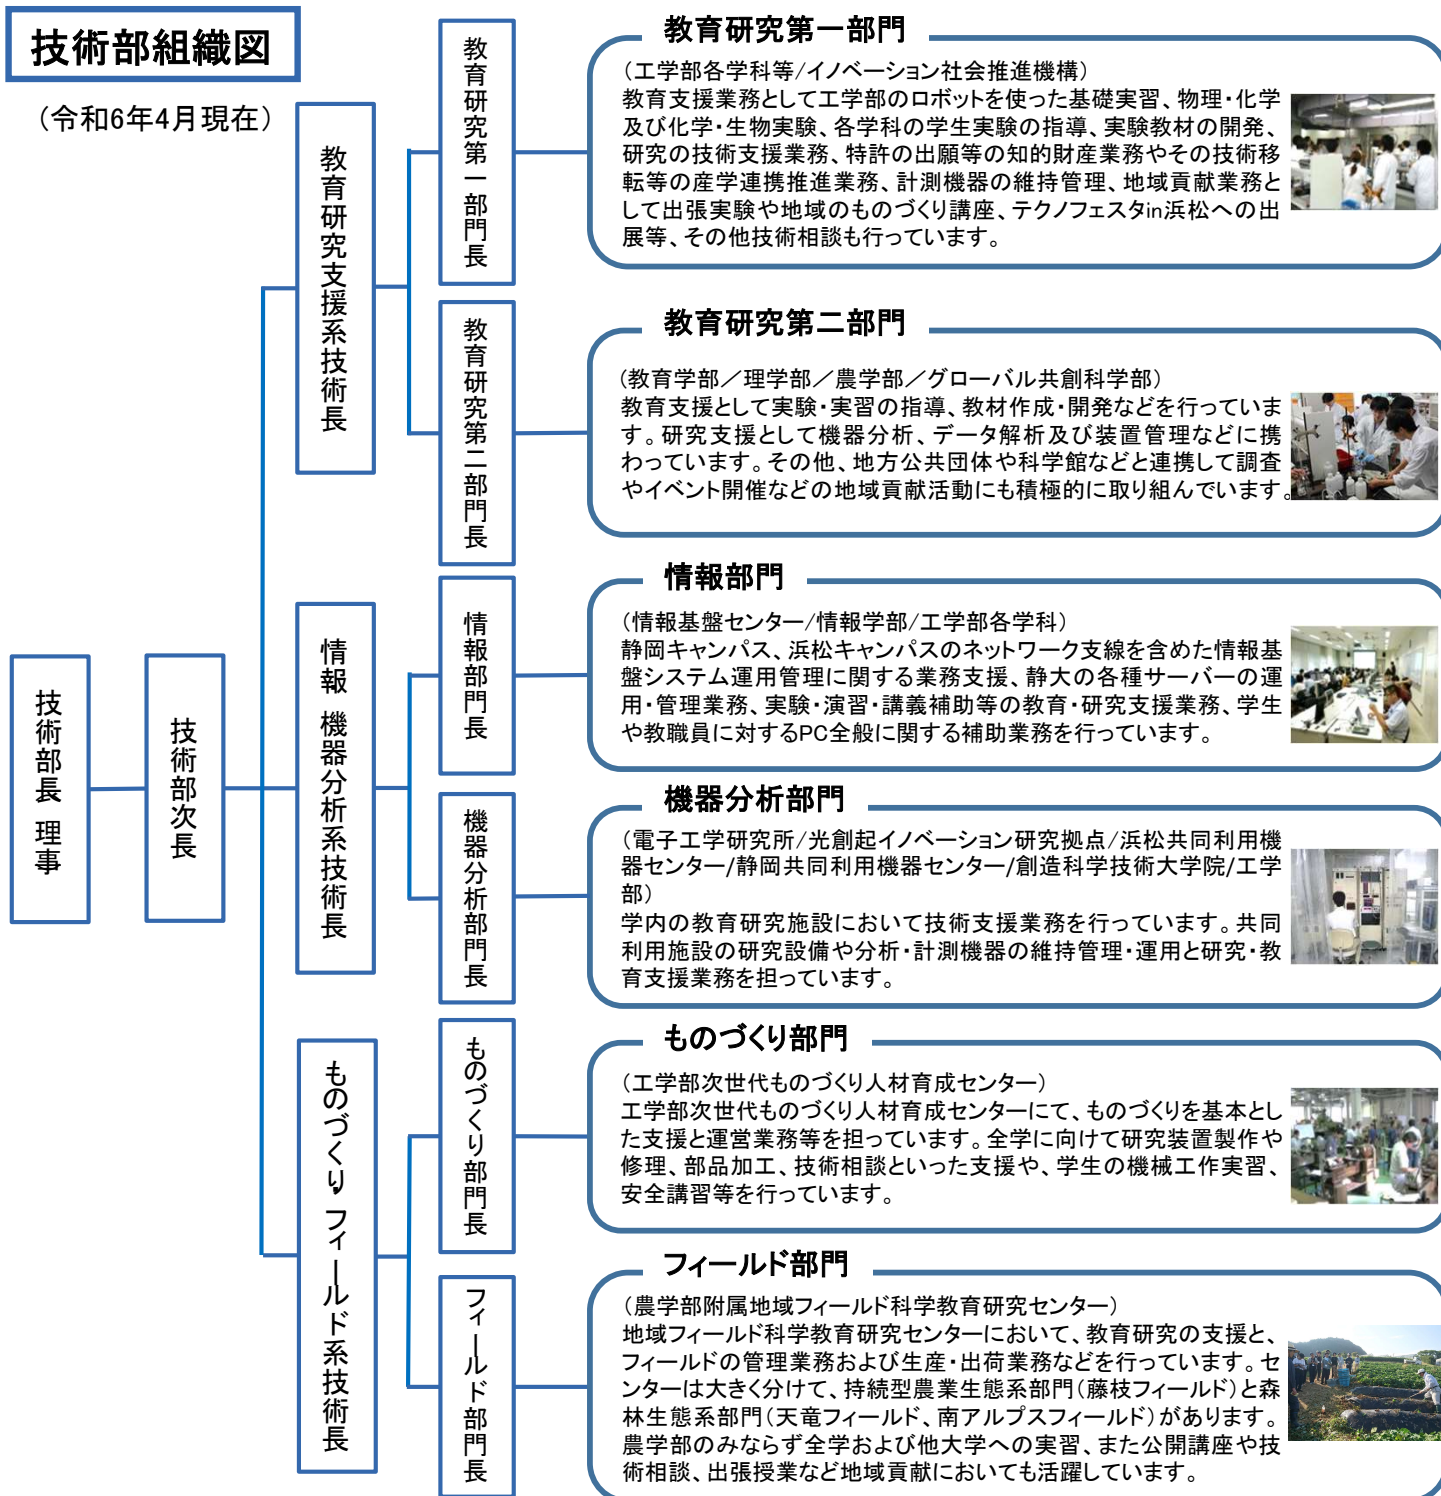 技術部組織図
（令和6年4月現在）
技術部長 理事
技術部次長
教育研究支援系技術長
教育研究第一部門長
教育研究第一部門
（工学部各学科等/イノベーション社会推進機構）
教育支援業務として工学部のロボットを使った基礎実習、物理・化学
及び化学・生物実験、各学科の学生実験の指導、実験教材の開発、
研究の技術支援業務、特許の出願等の知的財産業務やその技術移
転等の産学連携推進業務、計測機器の維持管理、地域貢献業務と
して出張実験や地域のものづくり講座、テクノフェスタin浜松への出
展等、その他技術相談も行っています。
教育研究第二部門長
教育研究第二部門
（教育学部／理学部／農学部／グローバル共創科学部）
教育支援として実験・実習の指導、教材作成・開発などを行っていま
す。研究支援として機器分析、データ解析及び装置管理などに携
わっています。その他、地方公共団体や科学館などと連携して調査
やイベント開催などの地域貢献活動にも積極的に取り組んでいます。
情報 機器分析系技術長
情報部門長
情報部門
（情報基盤センター/情報学部/工学部各学科）
静岡キャンパス、浜松キャンパスのネットワーク支線を含めた情報基
盤システム運用管理に関する業務支援、静大の各種サーバーの運
用・管理業務、実験・演習・講義補助等の教育・研究支援業務、学生
や教職員に対するPC全般に関する補助業務を行っています。
機器分析部門長
機器分析部門
（電子工学研究所/光創起イノベーション研究拠点/浜松共同利用機
器センター/静岡共同利用機器センター/創造科学技術大学院/工学
部）
学内の教育研究施設において技術支援業務を行っています。共同
利用施設の研究設備や分析・計測機器の維持管理・運用と研究・教
育支援業務を担っています。
ものづくり・フィールド系技術長
ものづくり部門長
ものづくり部門
（工学部次世代ものづくり人材育成センター）
工学部次世代ものづくり人材育成センターにて、ものづくりを基本とし
た支援と運営業務等を担っています。全学に向けて研究装置製作や
修理、部品加工、技術相談といった支援や、学生の機械工作実習、
安全講習等を行っています。
フィールド部門長
フィールド部門
（農学部附属地域フィールド科学教育研究センター）
地域フィールド科学教育研究センターにおいて、教育研究の支援と、
フィールドの管理業務および生産・出荷業務などを行っています。セ
ンターは大きく分けて、持続型農業生態系部門（藤枝フィールド）と森
林生態系部門（天竜フィールド、南アルプスフィールド）があります。
農学部のみならず全学および他大学への実習、また公開講座や技
術相談、出張授業など地域貢献においても活躍しています。